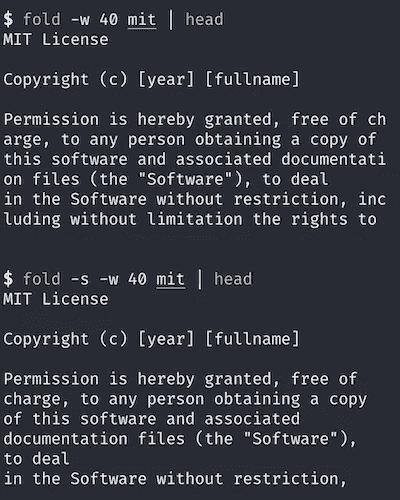 $ fold -w 40 mit | head
MIT License
Copyright (c) [year] [fullname]
Permission is hereby granted, free of ch
arge, to any person obtaining a copy of
this software and associated documentati
on files (the "Software"), to deal
in the Software without restriction, inc
luding without limitation the rights to
$ fold -s -w 40 mit | head
MIT License
Copyright (c) [year] [fullname]
Permission is hereby granted, free of
charge, to any person obtaining a copy
of this software and associated
documentation files (the "Software"),
to deal
in the Software without restriction,